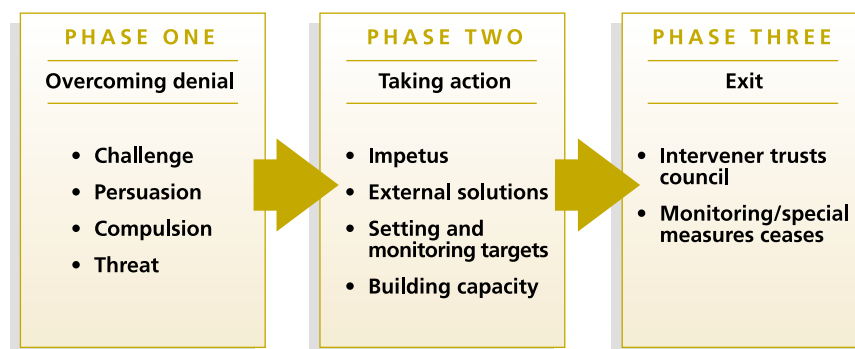 PHASE ONE
Overcoming denial
• Challenge
• Persuasion
• Compulsion
• Threat
PHASE TWO
Taking action
• Impetus
• External solutions
• Setting and
monitoring targets
• Building capacity
PHASE THREE
Exit
• Intervener trusts
council
• Monitoring/special
measures ceases